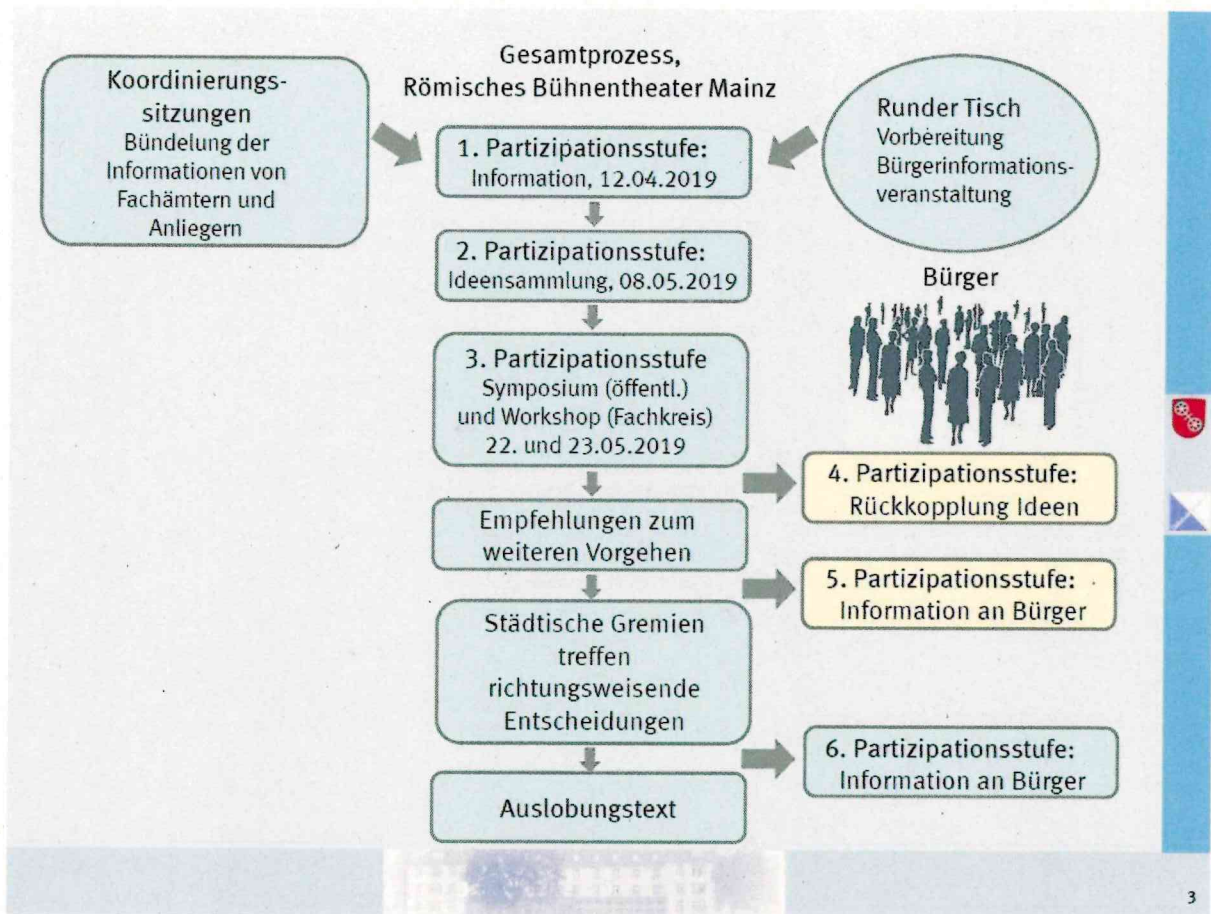 Gesamtprozess,
Römisches Bühnentheater Mainz
Koordinierungs-
sitzungen
Bündelung der
Informationen von
Fachämtern und
Anliegern
Runder Tisch
Vorbereitung
Bürgerinformations-
veranstaltung
1. Partizipationsstufe:
Information, 12.04.2019
2. Partizipationsstufe:
Ideensammlung, 08.05.2019
Bürger
3. Partizipationsstufe
Symposium (öffentl.)
und Workshop (Fachkreis)
22. und 23.05.2019
4. Partizipationsstufe:
Rückkopplung Ideen
Empfehlungen zum
weiteren Vorgehen
5. Partizipationsstufe:
Information an Bürger
Städtische Gremien
treffen
richtungsweisende
Entscheidungen
6. Partizipationsstufe:
Information an Bürger
Auslobungstext
3